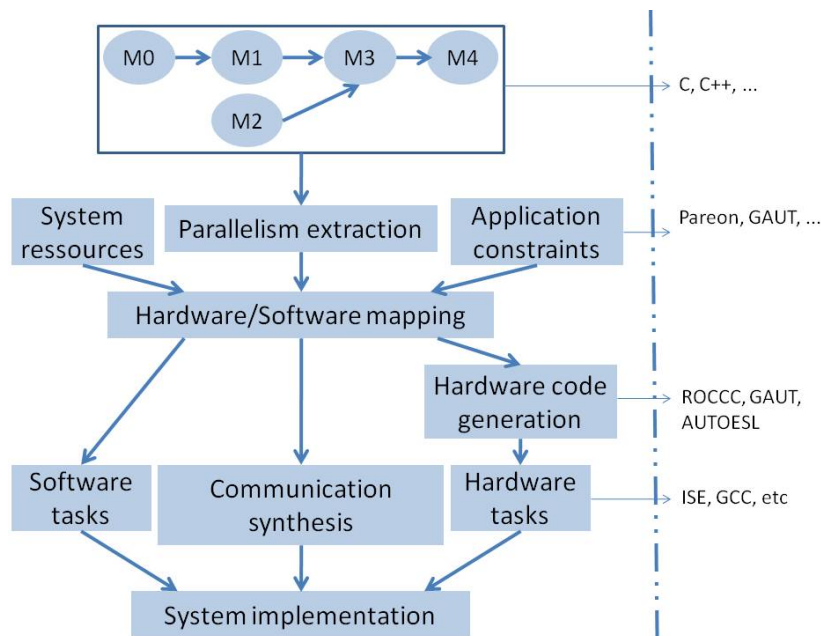 M0
M1
M3
M4
M2
C, C++, ...
System
ressources
Parallelism extraction
Application
constraints
Pareon, GAUT, ...
Hardware/Software mapping
Hardware code
generation
ROCCC, GAUT,
AUTOESL
Software
tasks
Communication
synthesis
Hardware
tasks
ISE, GCC, etc
System implementation